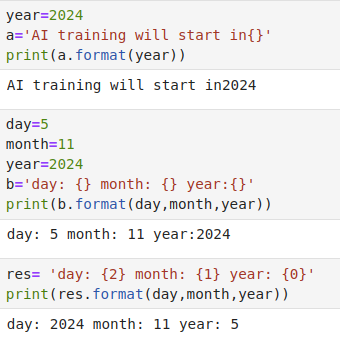 year=2024
a='AI training will start in{}'
print(a.format(year))
AI training will start in2024
day=5
month=11
year=2024
b='day: {} month: {} year:{}'
print(b.format(day,month,year))
day: 5 month: 11 year:2024
res= 'day: {2} month: {1} year: {0}'
print(res.format(day,month,year))
day: 2024 month: 11 year: 5